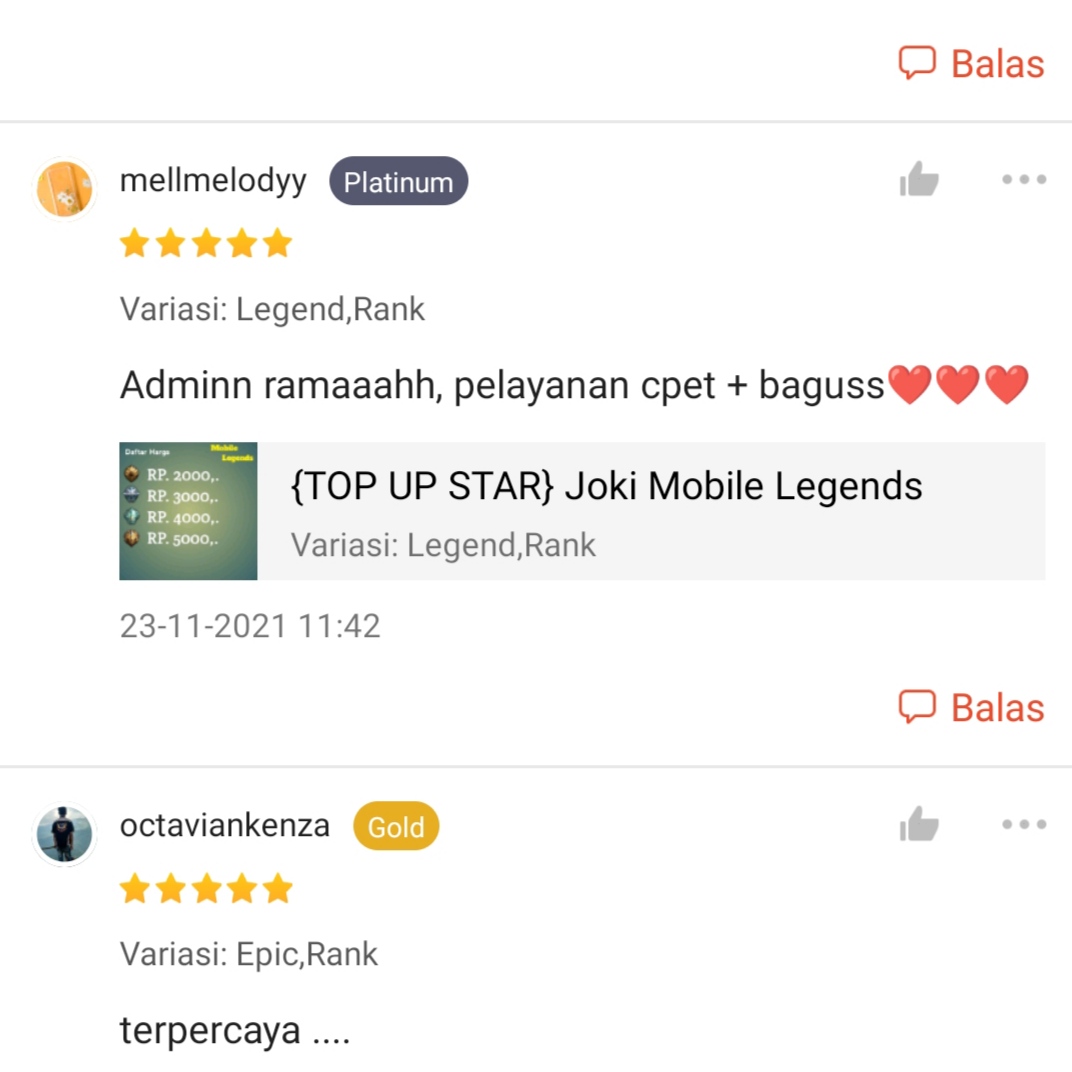 Balas
mellmelodyy Platinum
Variasi: Legend,Rank
Adminn ramaaahh, pelayanan cpet + baguss❤️❤️❤️
Daftar Harga Mobile Legends
RP. 2000,.
RP. 3000,.
RP. 4000,.
RP. 5000,.
{TOP UP STAR} Joki Mobile Legends
Variasi: Legend,Rank
23-11-2021 11:42
Balas
octaviankenza Gold
Variasi: Epic,Rank
terpercaya ....